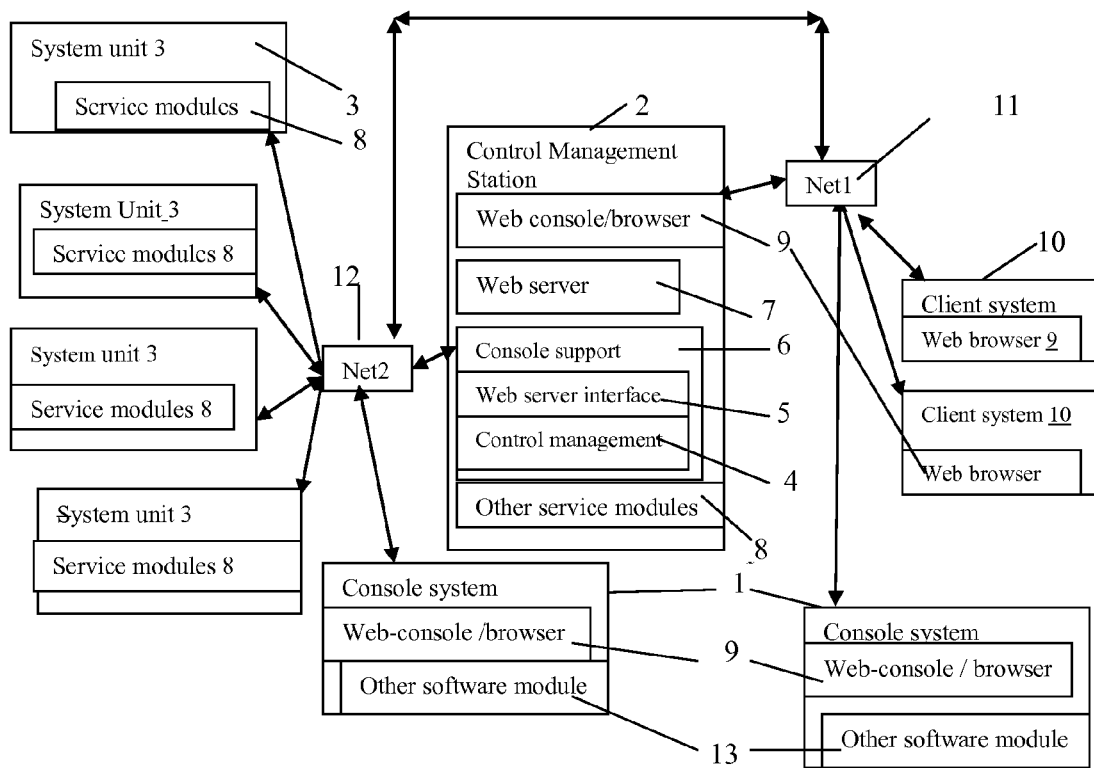 System unit 3
Service modules
3
8
System Unit 3
Service modules 8
System unit 3
Service modules 8
System unit 3
Service modules 8
12
Net2
2
Control Management
Station
Web console/browser
Web server
Console support
Web server interface
Control management
Other service modules
9
7
6
5
4
8
11
Net1
10
Client system
Web browser 9
Client system 10
Web browser
Console system
Web-console /browser
Other software module
1
9
13
Console system
Web-console / browser
Other software module